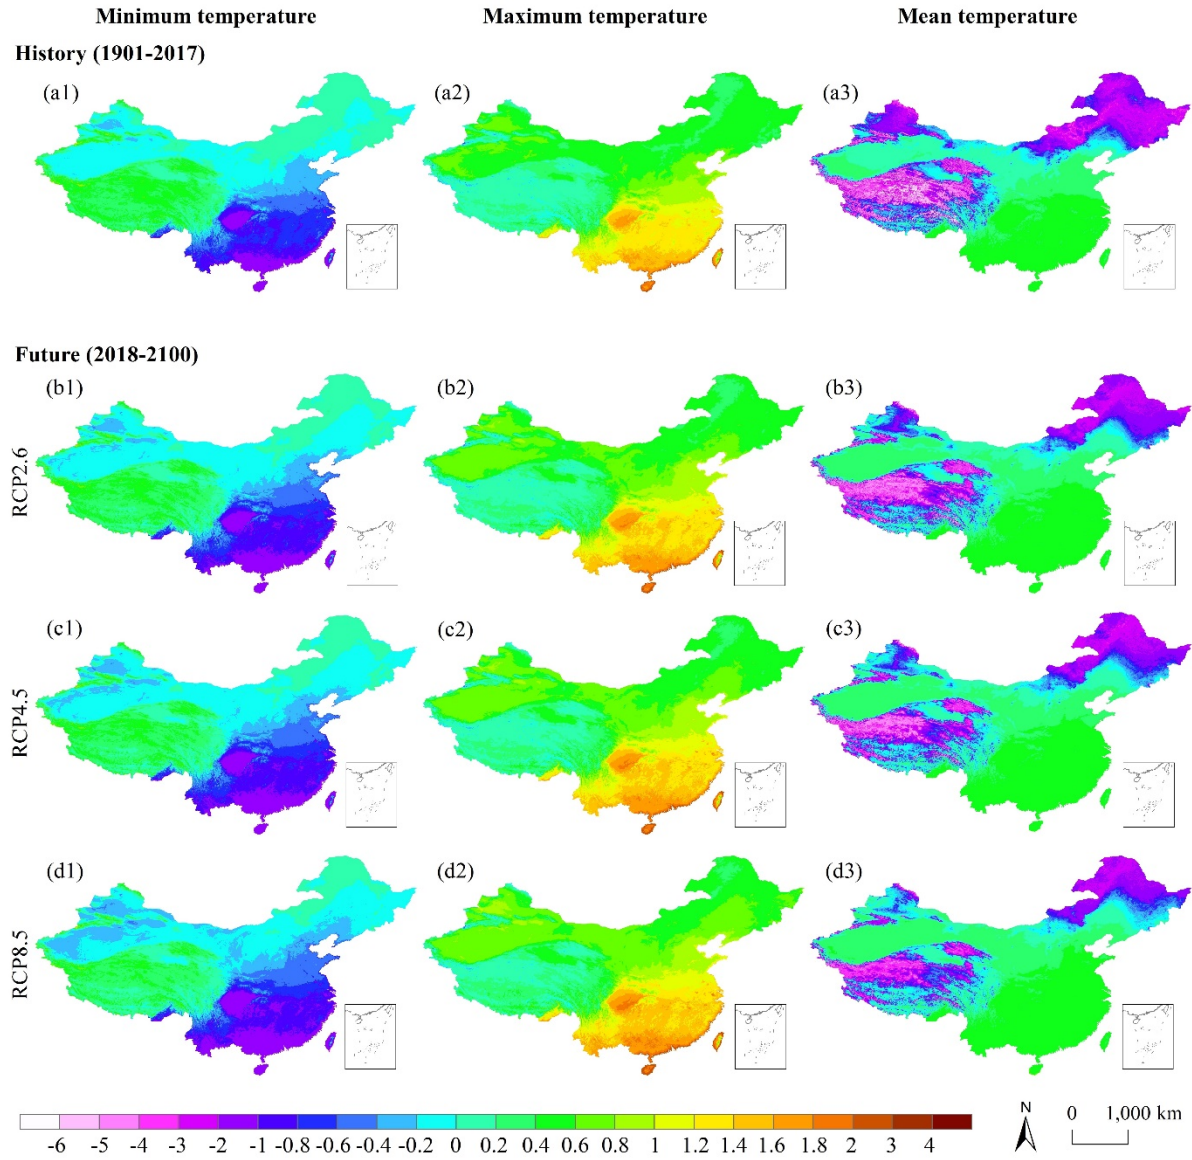 Minimum temperature Maximum temperature Mean temperature
History (1901-2017)
(a1) (a2) (a3)
Future (2018-2100)
(b1) (b2) (b3)
RCP2.6
(c1) (c2) (c3)
RCP4.5
(d1) (d2) (d3)
RCP8.5
N 0 1,000 km
-6 -5 -4 -3 -2 -1 -0.8 -0.6 -0.4 -0.2 0 0.2 0.4 0.6 0.8 1 1.2 1.4 1.6 1.8 2 3 4